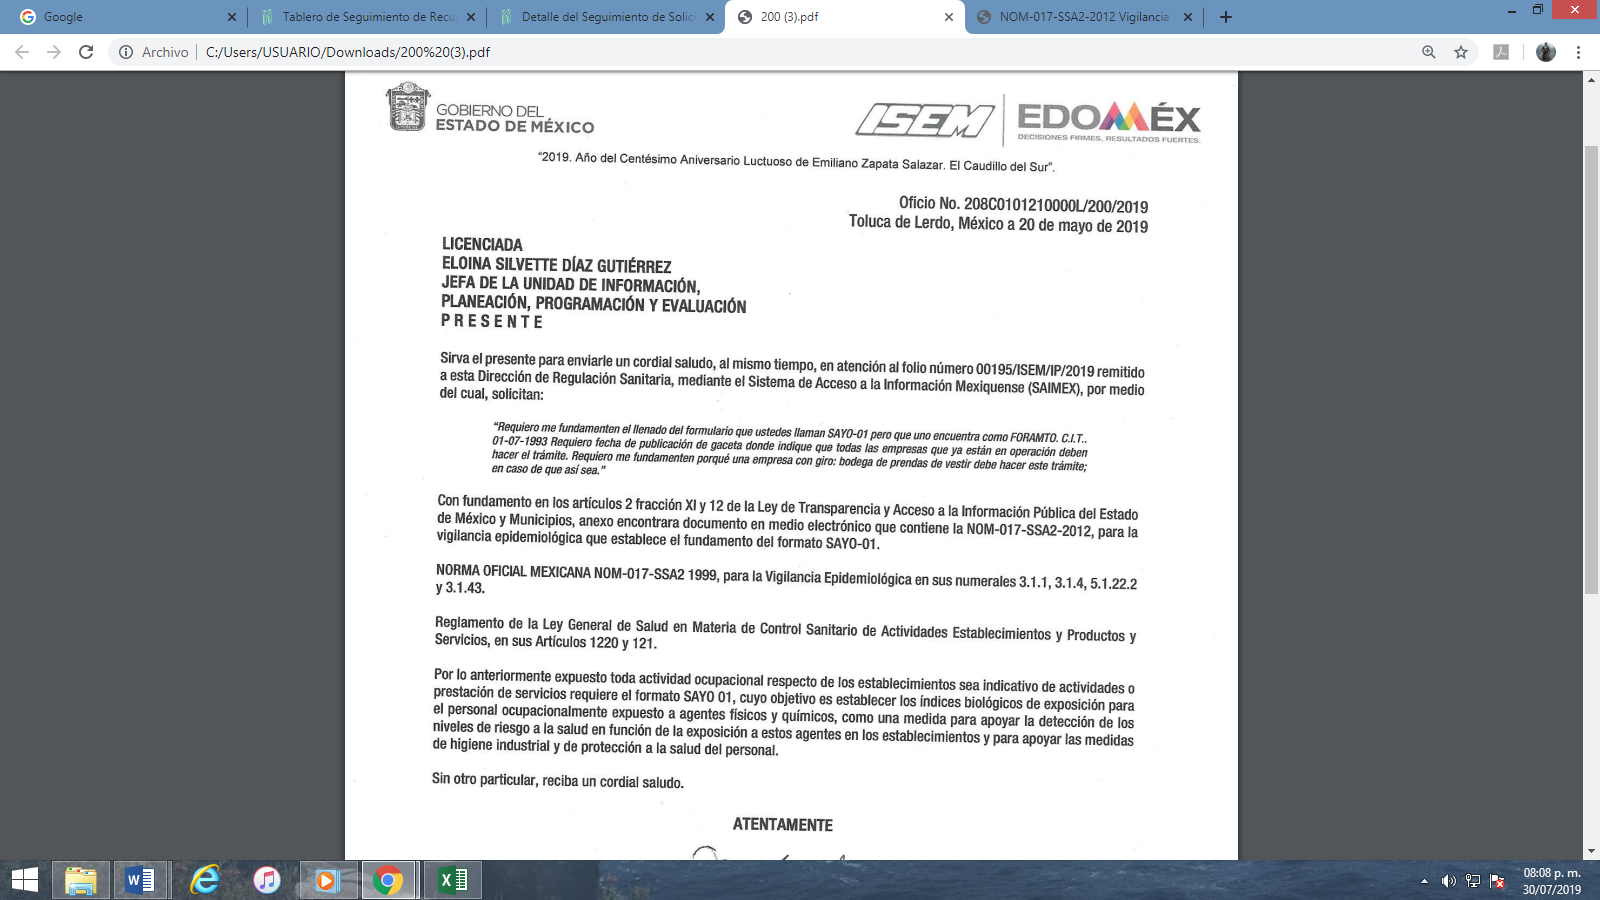 Google
Tablero de Seguimiento de Recu
Detalle del Seguimiento de Solic
200 (3).pdf
NOM-017-SSA2-2012 Vigilancia
Archivo
C:/Users/USUARIO/Downloads/200%20(3).pdf
GOBIERNO DEL
ESTADO DE MÉXICO
ISEM
EDOMÉX
DECISIONES FIRMES, RESULTADOS FUERTES.
“2019. Año del Centésimo Aniversario Luctuoso de Emiliano Zapata Salazar. El Caudillo del Sur”.
Oficio No. 208C0101210000L/200/2019
Toluca de Lerdo, México a 20 de mayo de 2019
LICENCIADA
ELOINA SILVETTE DÍAZ GUTIÉRREZ
JEFA DE LA UNIDAD DE INFORMACIÓN,
PLANEACIÓN, PROGRAMACIÓN Y EVALUACIÓN
P R E S E N T E
Sirva el presente para enviarle un cordial saludo, al mismo tiempo, en atención al folio número 00195/ISEM/IP/2019 remitido
a esta Dirección de Regulación Sanitaria, mediante el Sistema de Acceso a la Información Mexiquense (SAIMEX), por medio
del cual, solicitan:
“Requiero me fundamenten el llenado del formulario que ustedes llaman SAYO-01 pero que uno encuentra como FORAMTO. C.I.T..
01-07-1993 Requiero fecha de publicación de gaceta donde indique que todas las empresas que ya están en operación deben
hacer el trámite. Requiero me fundamenten porqué una empresa con giro: bodega de prendas de vestir debe hacer este trámite;
en caso de que así sea.”
Con fundamento en los artículos 2 fracción XI y 12 de la Ley de Transparencia y Acceso a la Información Pública del Estado
de México y Municipios, anexo encontrara documento en medio electrónico que contiene la NOM-017-SSA2-2012, para la
vigilancia epidemiológica que establece el fundamento del formato SAYO-01.
NORMA OFICIAL MEXICANA NOM-017-SSA2 1999, para la Vigilancia Epidemiológica en sus numerales 3.1.1, 3.1.4, 5.1.22.2
y 3.1.43.
Reglamento de la Ley General de Salud en Materia de Control Sanitario de Actividades Establecimientos y Productos y
Servicios, en sus Artículos 1220 y 121.
Por lo anteriormente expuesto toda actividad ocupacional respecto de los establecimientos sea indicativo de actividades o
prestación de servicios requiere el formato SAYO 01, cuyo objetivo es establecer los índices biológicos de exposición para
el personal ocupacionalmente expuesto a agentes físicos y químicos, como una medida para apoyar la detección de los
niveles de riesgo a la salud en función de la exposición a estos agentes en los establecimientos y para apoyar las medidas
de higiene industrial y de protección a la salud del personal.
Sin otro particular, reciba un cordial saludo.
ATENTAMENTE
08:08 p. m.
30/07/2019